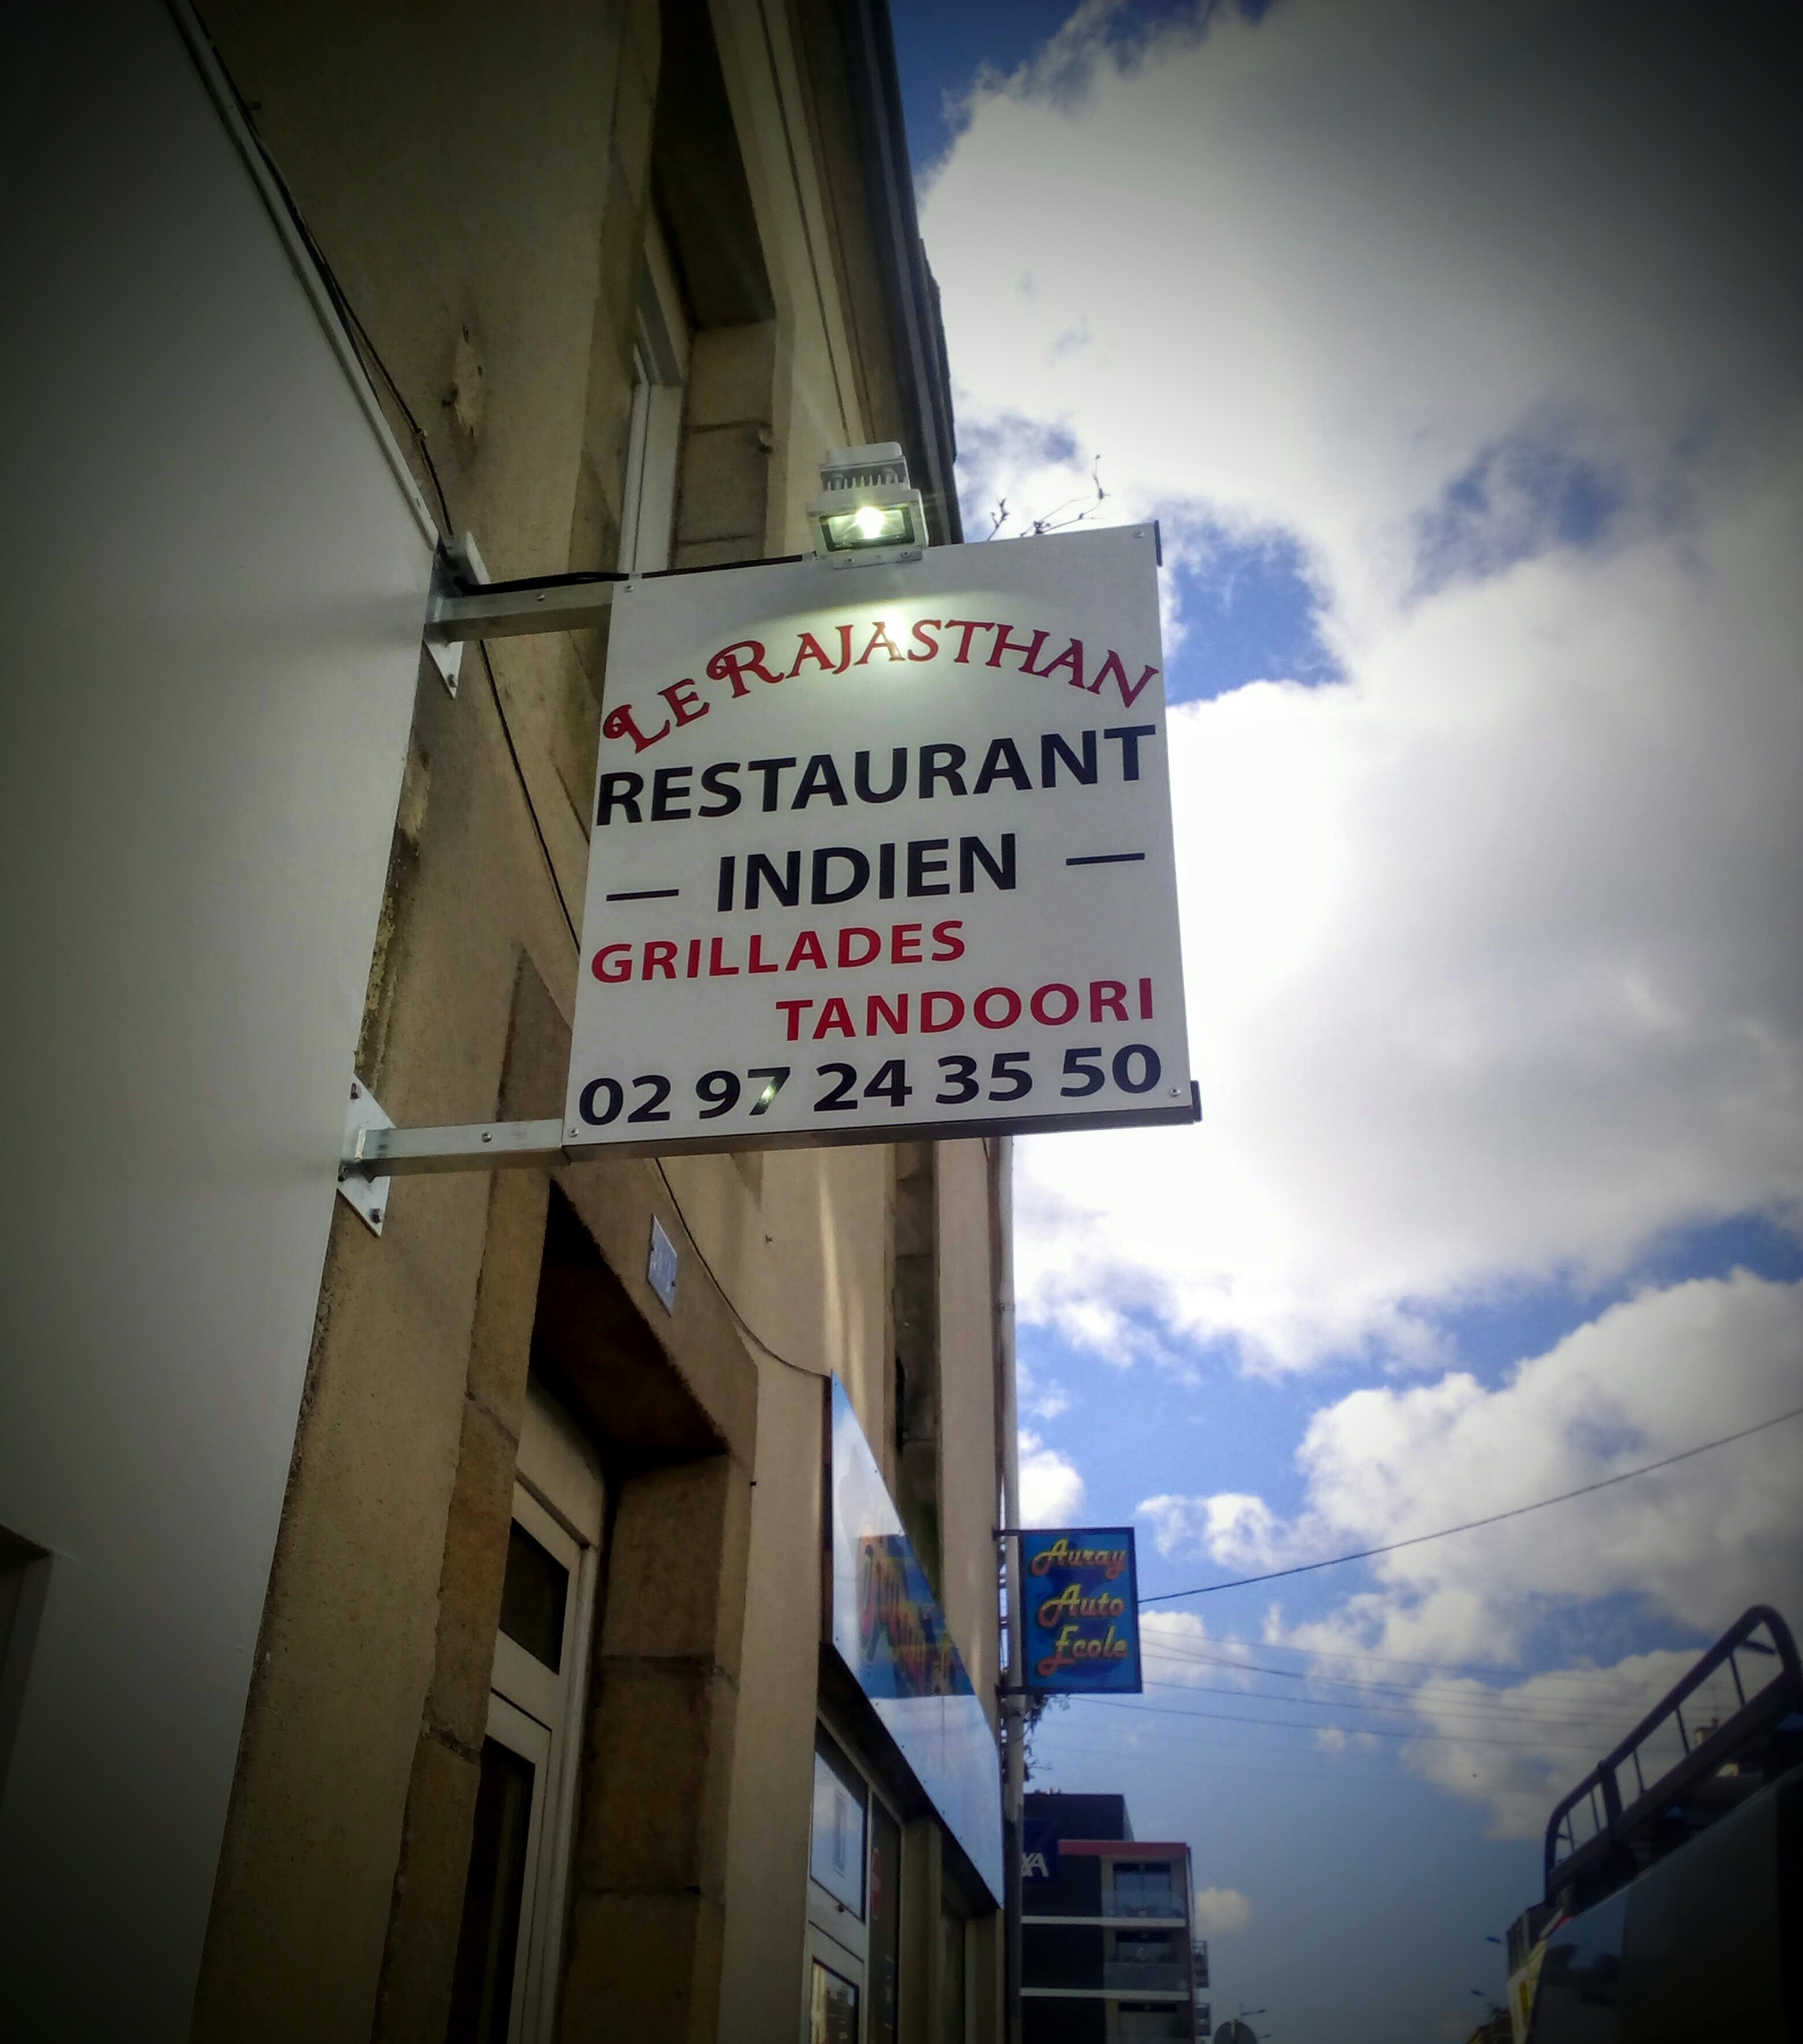 LE RAJASTHAN
RESTAURANT
— INDIEN —
GRILLADES
TANDOORI
02 97 24 35 50
Auray
Auto
Ecole